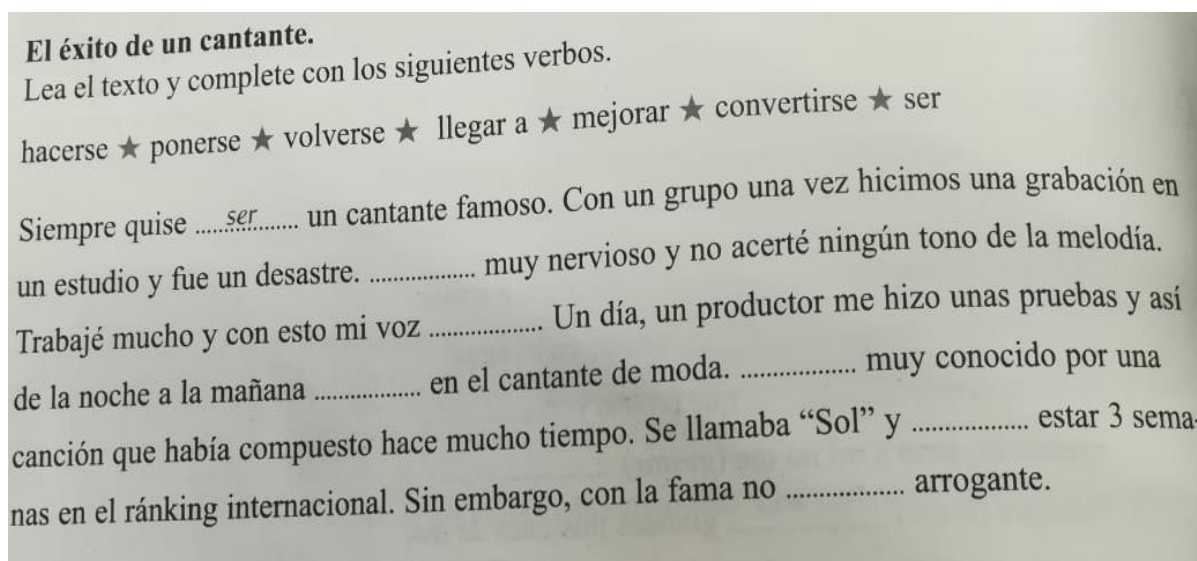 El éxito de un cantante.
Lea el texto y complete con los siguientes verbos.
hacerse ★ ponerse ★ volverse ★ llegar a ★ mejorar ★ convertirse ★ ser
Siempre quise .....ser........ un cantante famoso. Con un grupo una vez hicimos una grabación en
un estudio y fue un desastre. .................. muy nervioso y no acerté ningún tono de la melodía.
Trabajé mucho y con esto mi voz .................. Un día, un productor me hizo unas pruebas y así
de la noche a la mañana .................. en el cantante de moda. .................. muy conocido por una
canción que había compuesto hace mucho tiempo. Se llamaba “Sol” y .................. estar 3 sema-
nas en el ránking internacional. Sin embargo, con la fama no .................. arrogante.